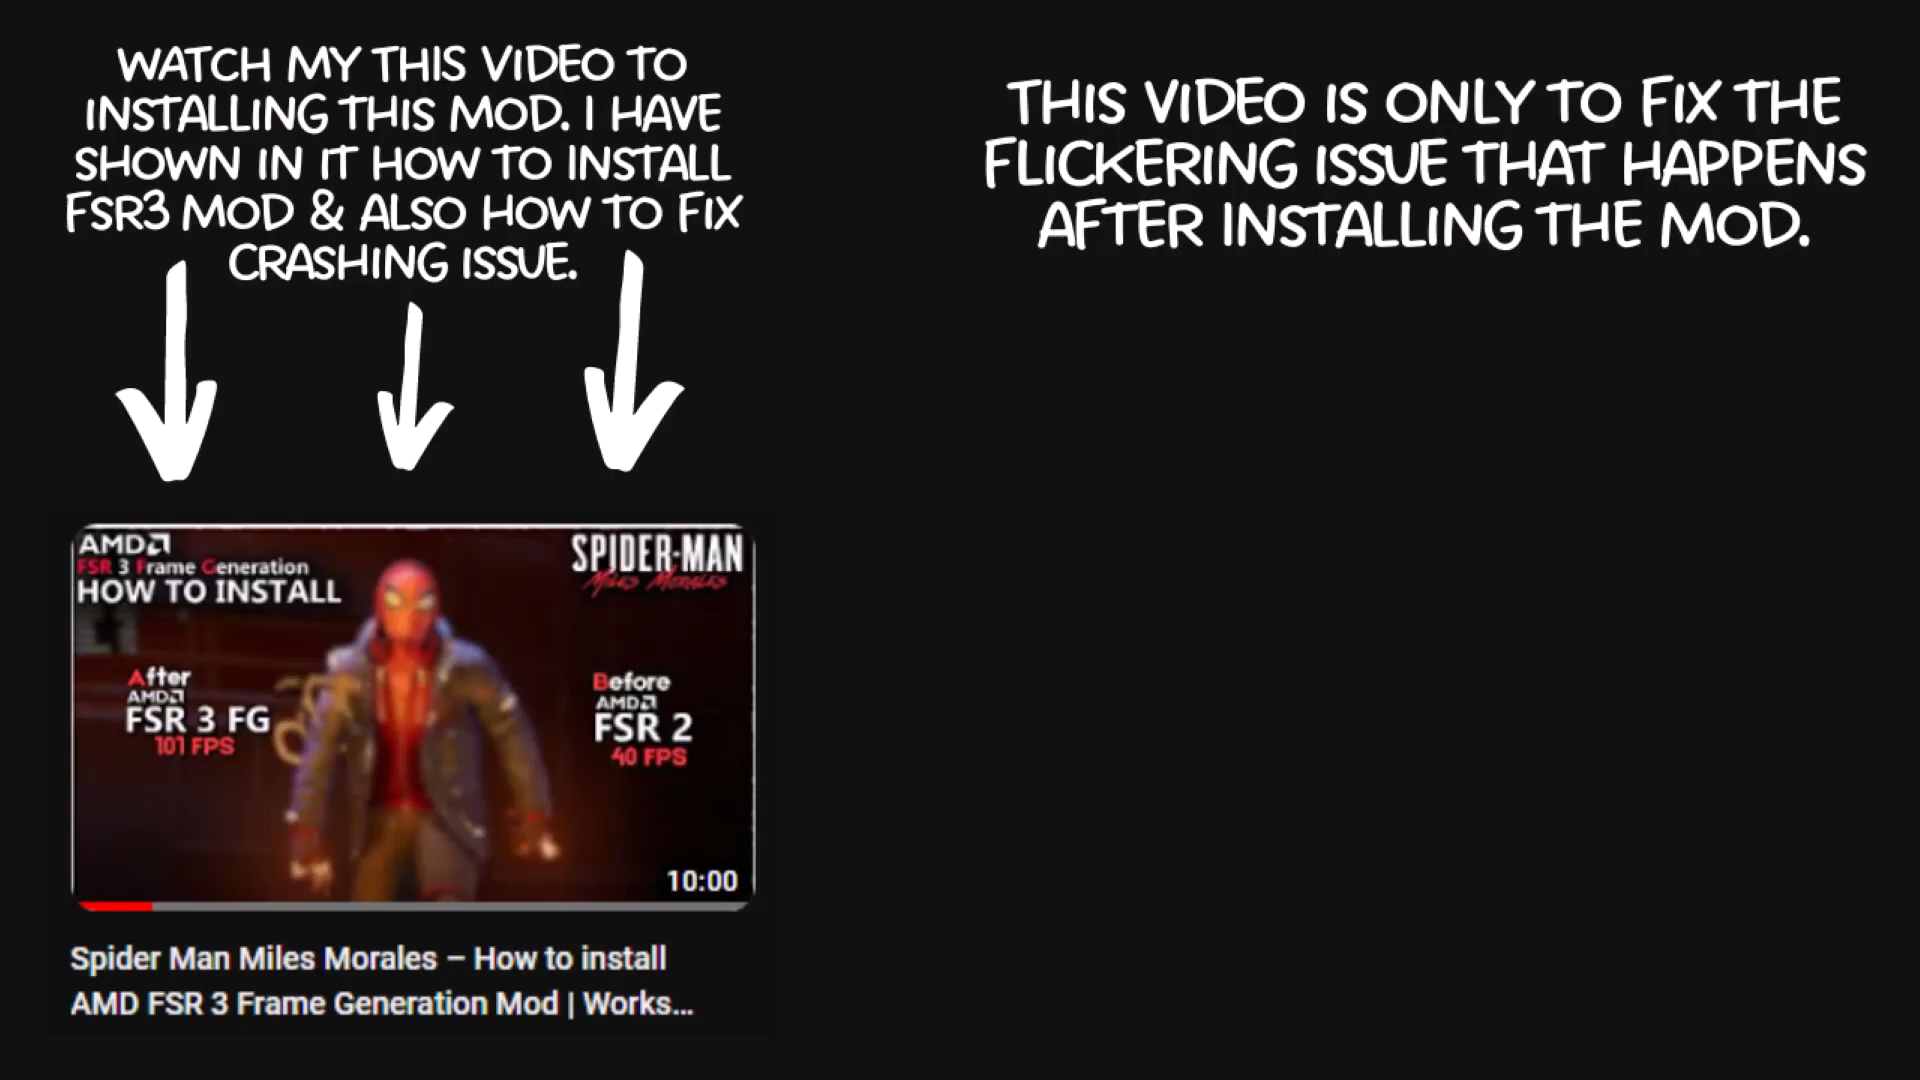 WATCH MY THIS VIDEO TO
INSTALLING THIS MOD. I HAVE
SHOWN IN IT HOW TO INSTALL
FSR3 MOD & ALSO HOW TO FIX
CRASHING ISSUE.
THIS VIDEO IS ONLY TO FIX THE
FLICKERING ISSUE THAT HAPPENS
AFTER INSTALLING THE MOD.
AMD
FSR 3 Frame Generation
HOW TO INSTALL
SPIDER-MAN
MILES MORALES
After
AMD
FSR 3 FG
101 FPS
Before
AMD
FSR 2
40 FPS
10:00
Spider Man Miles Morales – How to install
AMD FSR 3 Frame Generation Mod | Works...